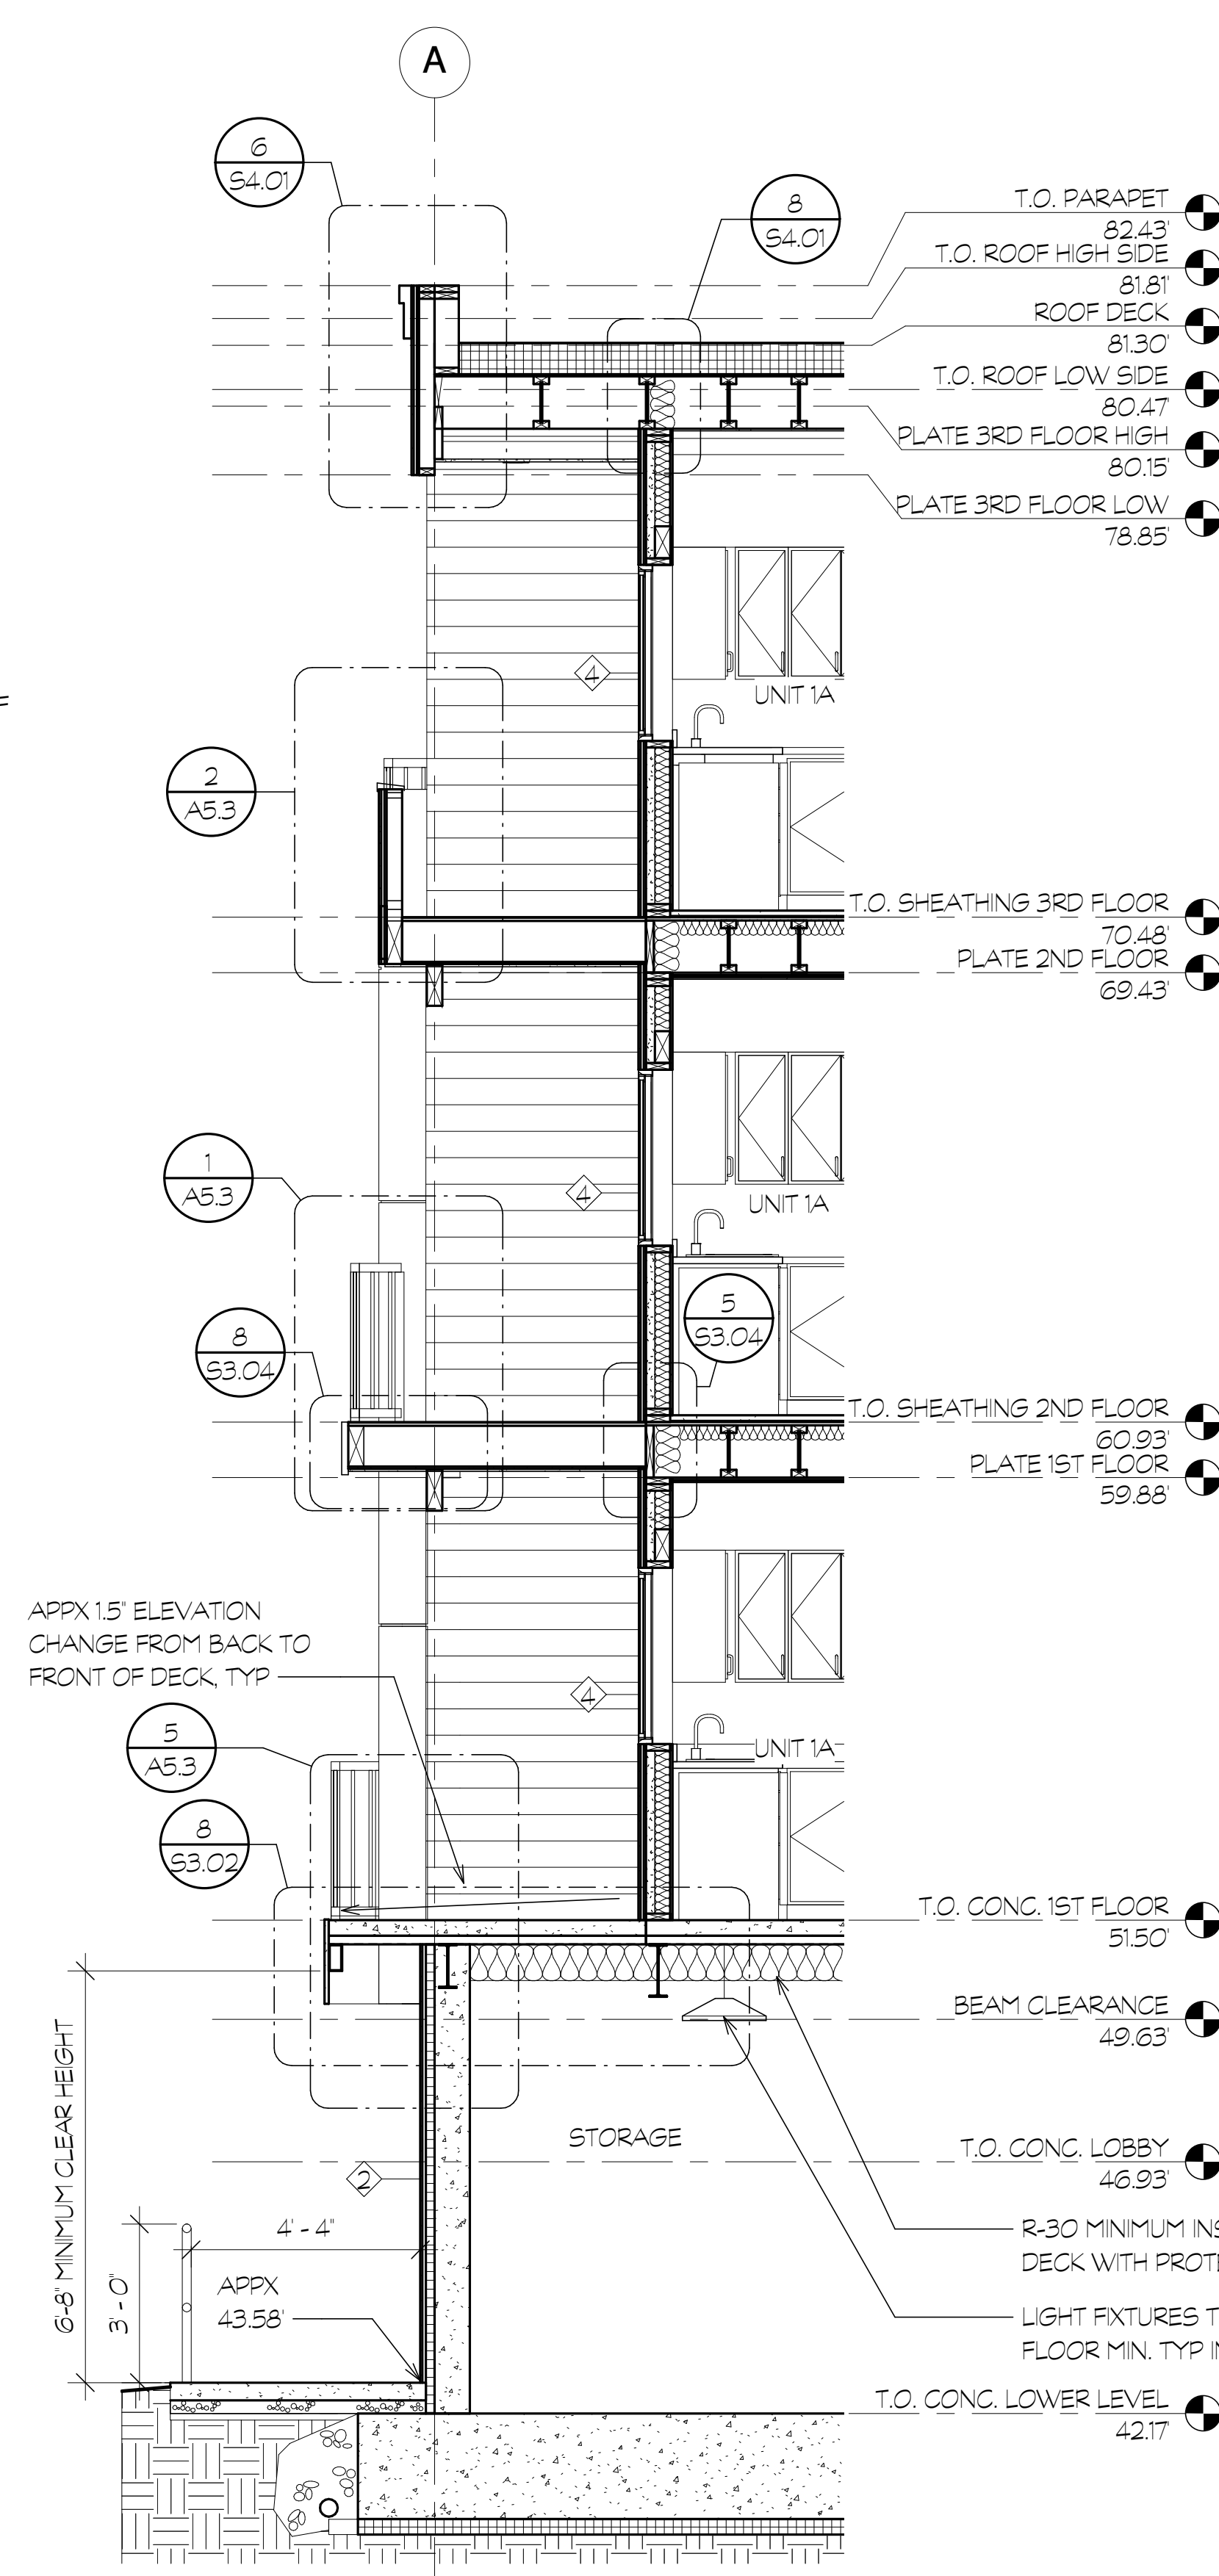 A
6
S4.01
8
S4.01
T.O. PARAPET
82.43'
T.O. ROOF HIGH SIDE
81.81'
ROOF DECK
81.30'
T.O. ROOF LOW SIDE
80.47'
PLATE 3RD FLOOR HIGH
80.15'
PLATE 3RD FLOOR LOW
78.85'
4
UNIT 1A
2
A5.3
T.O. SHEATHING 3RD FLOOR
70.48'
PLATE 2ND FLOOR
69.43'
1
A5.3
4
UNIT 1A
8
S3.04
5
S3.04
T.O. SHEATHING 2ND FLOOR
60.93'
PLATE 1ST FLOOR
59.88'
APPX 1.5" ELEVATION
CHANGE FROM BACK TO
FRONT OF DECK, TYP
4
5
A5.3
UNIT 1A
8
S3.02
T.O. CONC. 1ST FLOOR
51.50'
BEAM CLEARANCE
49.63'
6'-8" MINIMUM CLEAR HEIGHT
STORAGE
T.O. CONC. LOBBY
46.93'
2
3' - 0"
4' - 4"
APPX
43.58'
R-30 MINIMUM INS
DECK WITH PROTE
LIGHT FIXTURES T
FLOOR MIN. TYP IN
T.O. CONC. LOWER LEVEL
42.17'